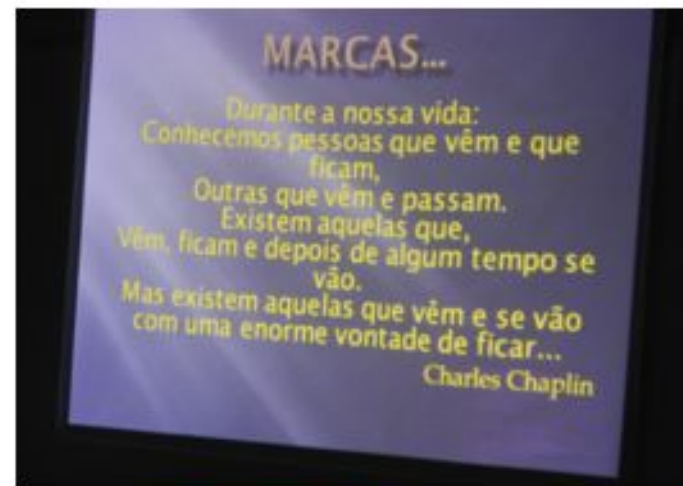 MARCAS...
Durante a nossa vida:
Conhecemos pessoas que vêm e que
ficam,
Outras que vêm e passam.
Existem aquelas que,
Vêm, ficam e depois de algum tempo se
vão.
Mas existem aquelas que vêm e se vão
com uma enorme vontade de ficar...
Charles Chaplin